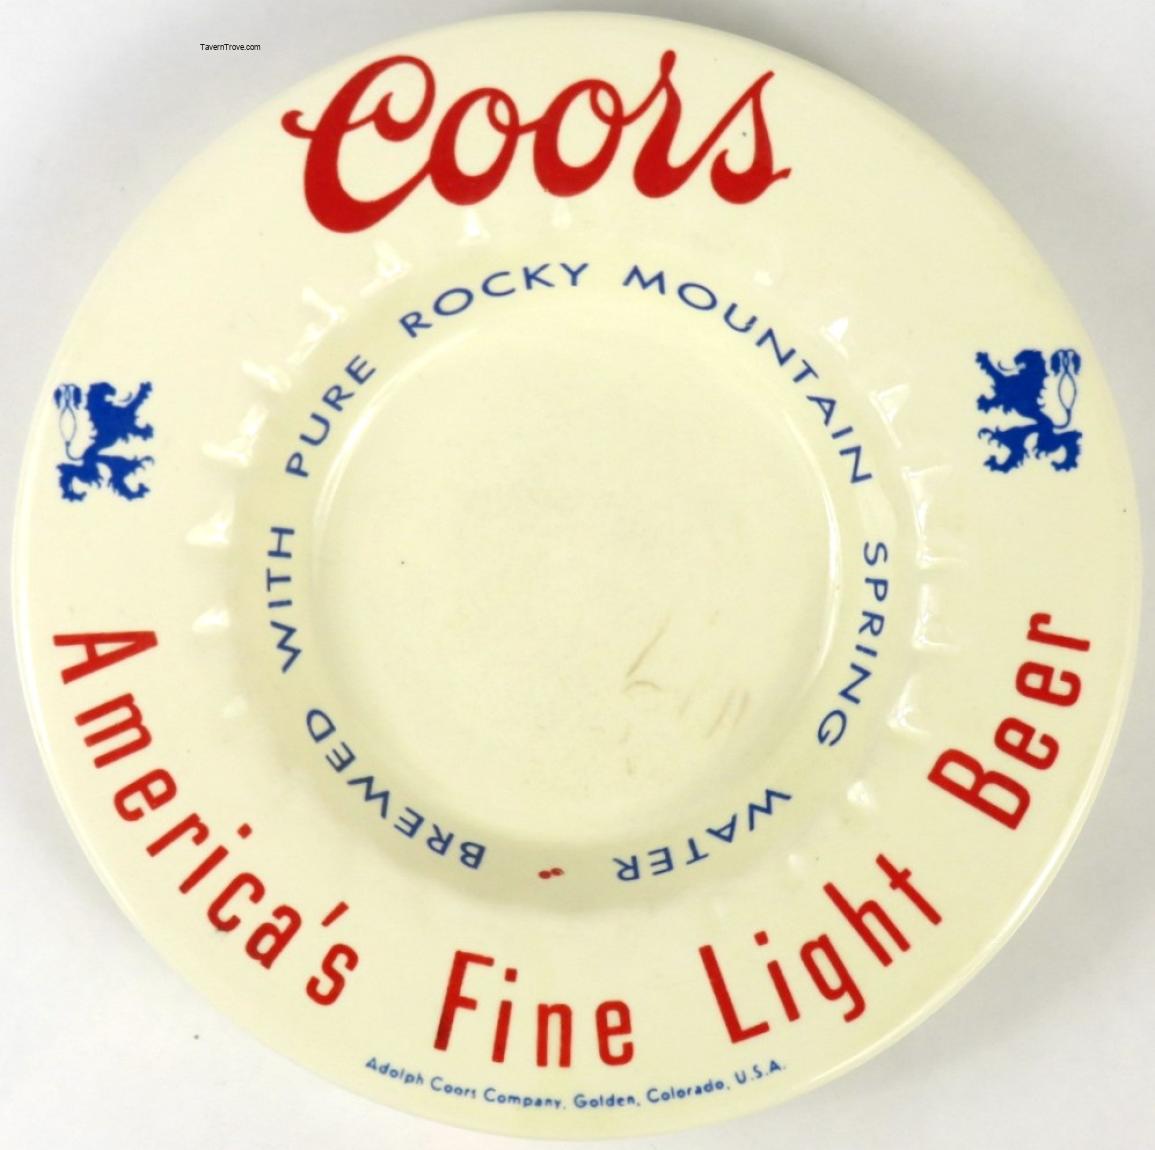 TavernTrove.com
Coors
BREWED WITH PURE ROCKY MOUNTAIN SPRING WATER
America's Fine Light Beer
Adolph Coors Company, Golden, Colorado, U.S.A.